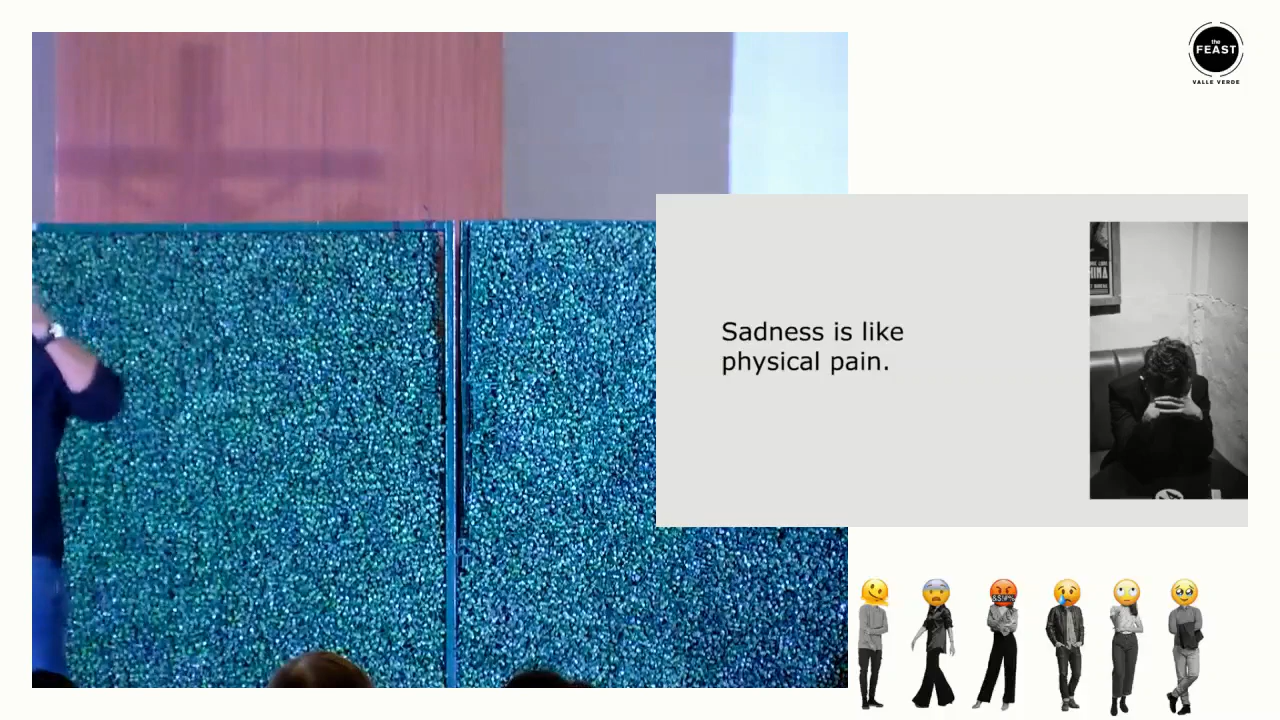 the
FEAST
VALLE VERDE
Sadness is like
physical pain.
&$!#%